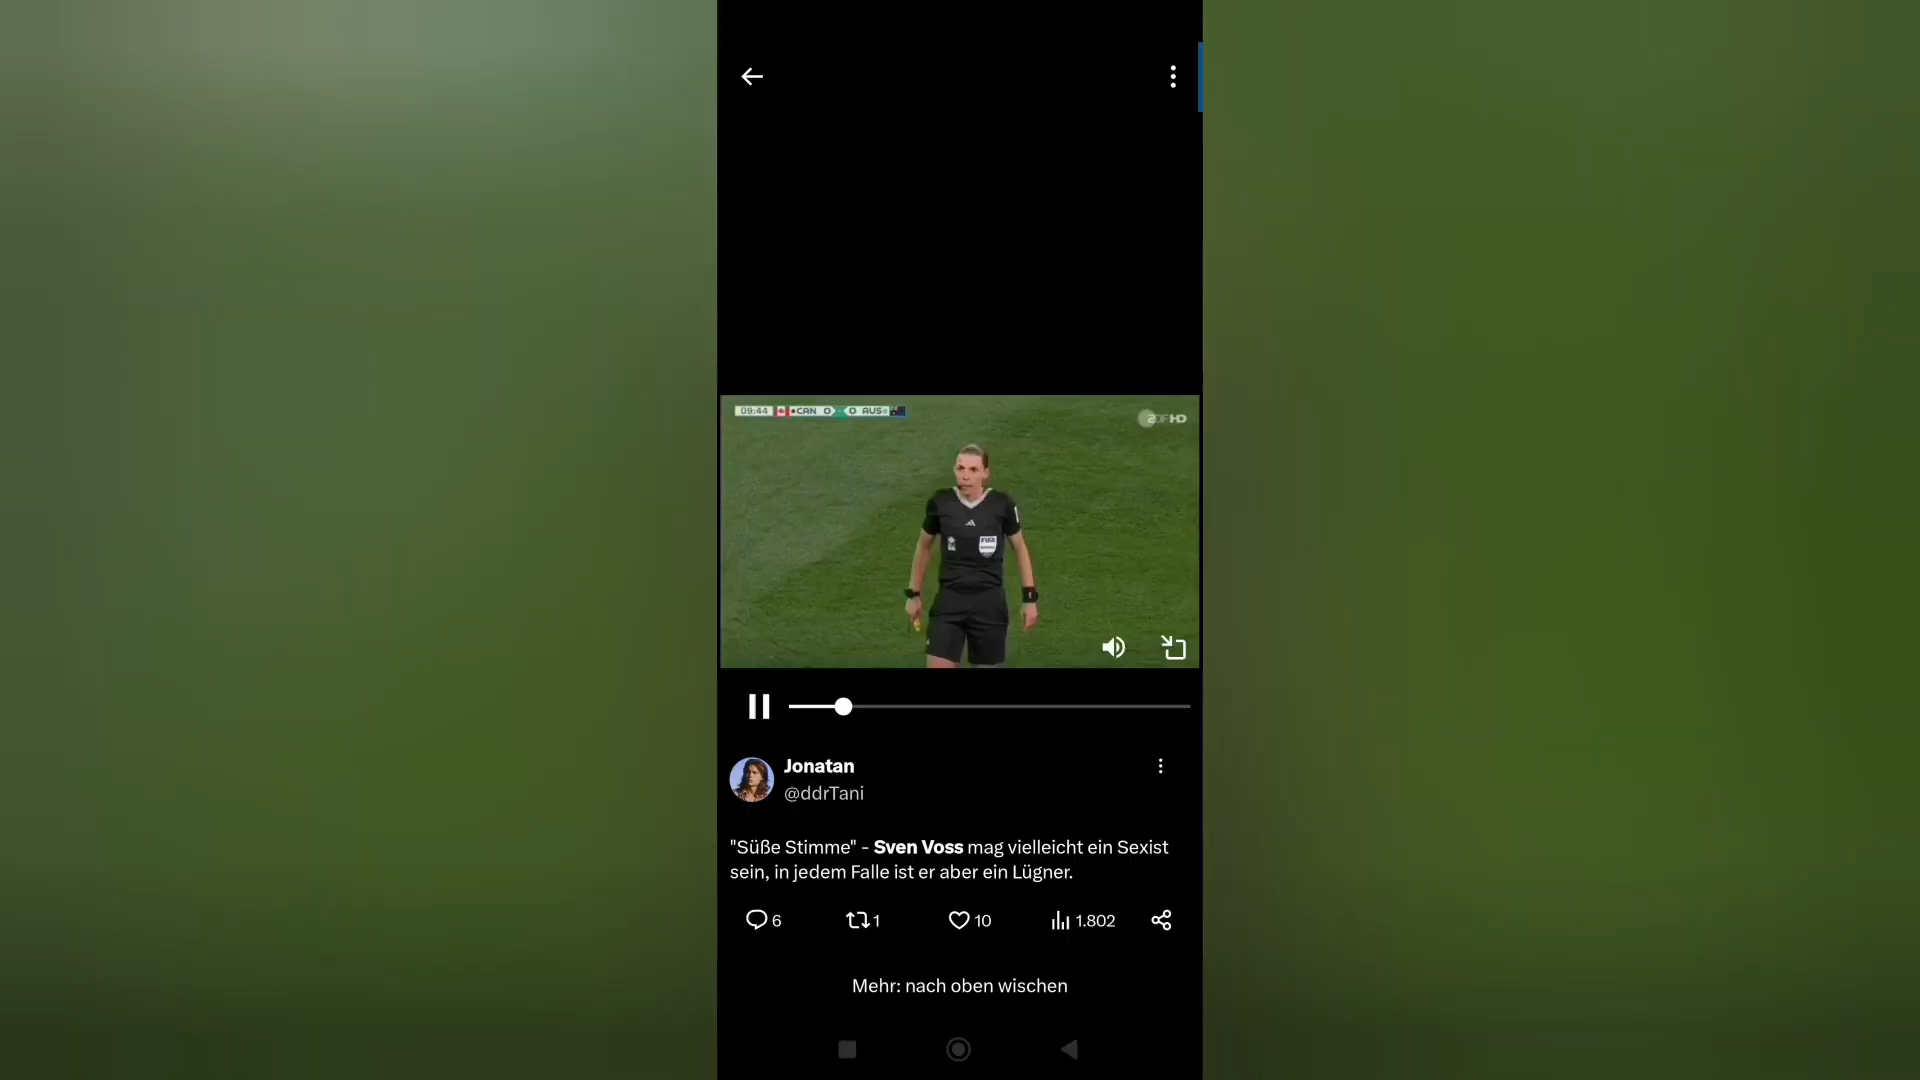 09:44 CAN 0 - 0 AUS
ZDF HD
FIFA
Jonatan
@ddrTani
"Süße Stimme" - Sven Voss mag vielleicht ein Sexist
sein, in jedem Falle ist er aber ein Lügner.
6 1 10 1.802
Mehr: nach oben wischen